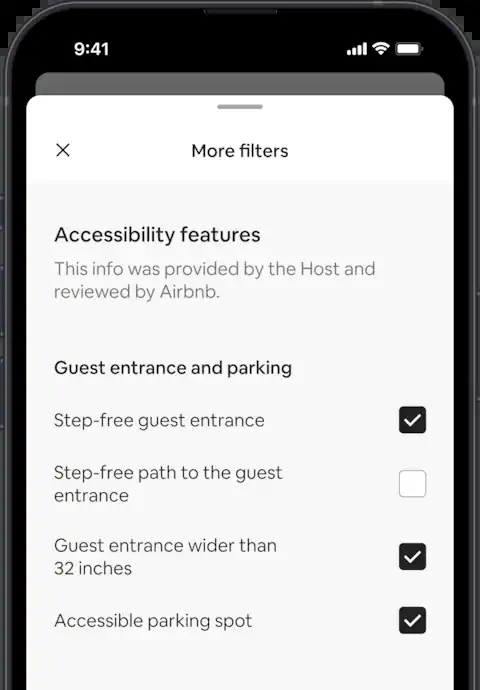 9:41
More filters
Accessibility features
This info was provided by the Host and
reviewed by Airbnb.
Guest entrance and parking
Step-free guest entrance
Step-free path to the guest
entrance
Guest entrance wider than
32 inches
Accessible parking spot